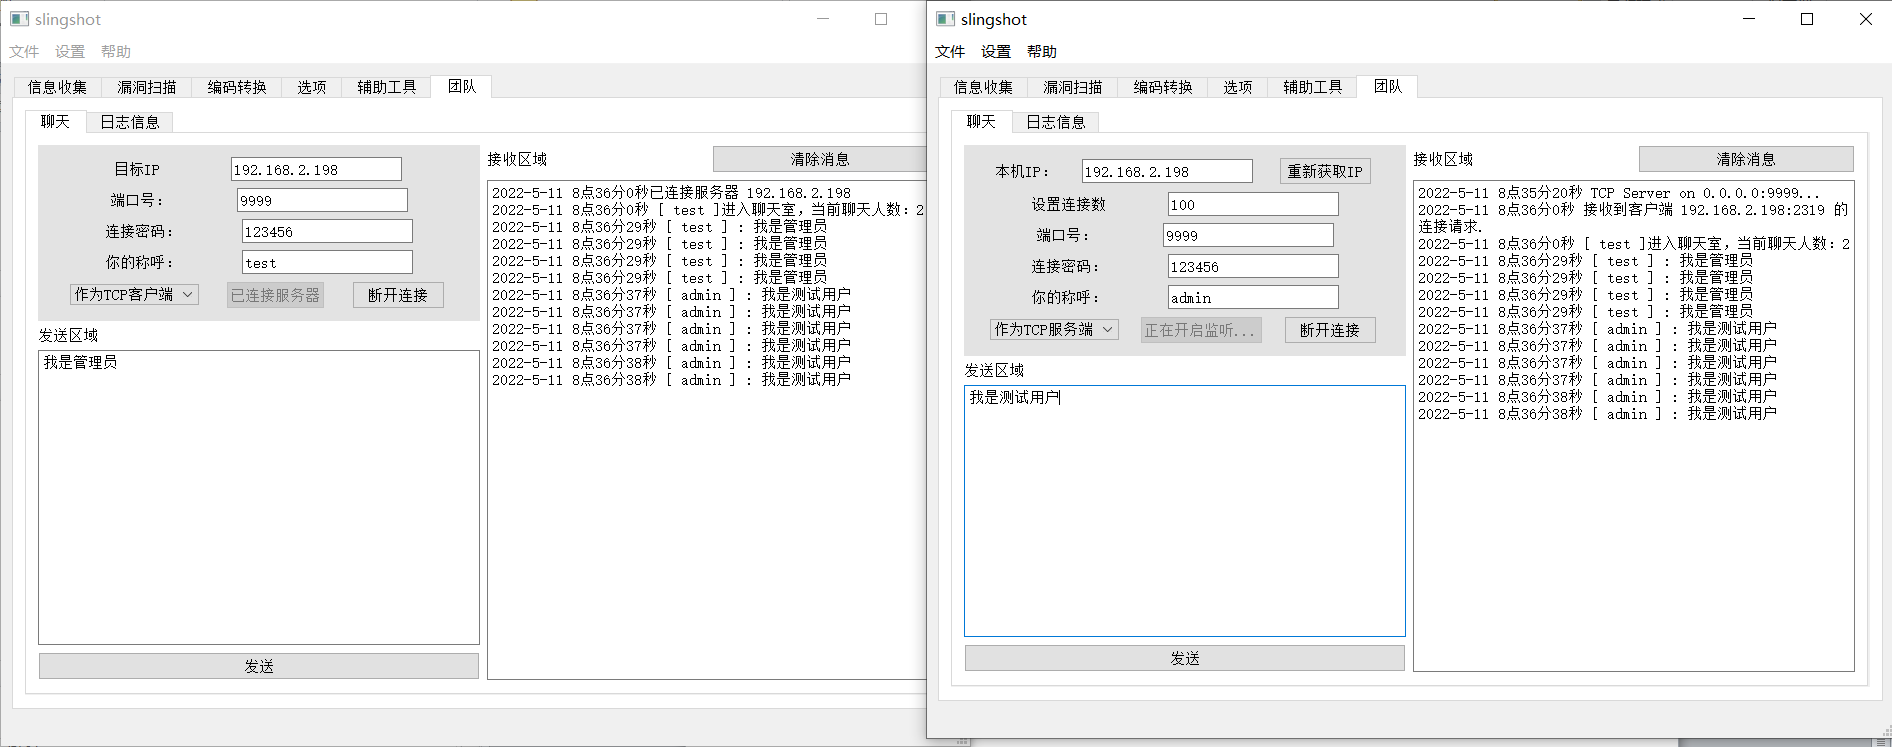 slingshot
文件 设置 帮助
信息收集 漏洞扫描 编码转换 选项 辅助工具 团队
聊天 日志信息
目标IP 192.168.2.198
端口号： 9999
连接密码： 123456
你的称呼： test
作为TCP客户端 已连接服务器 断开连接
发送区域
我是管理员
发送
接收区域 清除消息
2022-5-11 8点36分0秒已连接服务器 192.168.2.198
2022-5-11 8点36分0秒 [ test ]进入聊天室，当前聊天人数：2
2022-5-11 8点36分29秒 [ test ] : 我是管理员
2022-5-11 8点36分29秒 [ test ] : 我是管理员
2022-5-11 8点36分29秒 [ test ] : 我是管理员
2022-5-11 8点36分29秒 [ test ] : 我是管理员
2022-5-11 8点36分37秒 [ admin ] : 我是测试用户
2022-5-11 8点36分37秒 [ admin ] : 我是测试用户
2022-5-11 8点36分37秒 [ admin ] : 我是测试用户
2022-5-11 8点36分37秒 [ admin ] : 我是测试用户
2022-5-11 8点36分38秒 [ admin ] : 我是测试用户
2022-5-11 8点36分38秒 [ admin ] : 我是测试用户
slingshot
文件 设置 帮助
信息收集 漏洞扫描 编码转换 选项 辅助工具 团队
聊天 日志信息
本机IP： 192.168.2.198 重新获取IP
设置连接数 100
端口号： 9999
连接密码： 123456
你的称呼： admin
作为TCP服务端 正在开启监听... 断开连接
发送区域
我是测试用户
发送
接收区域 清除消息
2022-5-11 8点35分20秒 TCP Server on 0.0.0.0:9999...
2022-5-11 8点36分0秒 接收到客户端 192.168.2.198:2319 的
连接请求.
2022-5-11 8点36分0秒 [ test ]进入聊天室，当前聊天人数：2
2022-5-11 8点36分29秒 [ test ] : 我是管理员
2022-5-11 8点36分29秒 [ test ] : 我是管理员
2022-5-11 8点36分29秒 [ test ] : 我是管理员
2022-5-11 8点36分29秒 [ test ] : 我是管理员
2022-5-11 8点36分37秒 [ admin ] : 我是测试用户
2022-5-11 8点36分37秒 [ admin ] : 我是测试用户
2022-5-11 8点36分37秒 [ admin ] : 我是测试用户
2022-5-11 8点36分37秒 [ admin ] : 我是测试用户
2022-5-11 8点36分38秒 [ admin ] : 我是测试用户
2022-5-11 8点36分38秒 [ admin ] : 我是测试用户